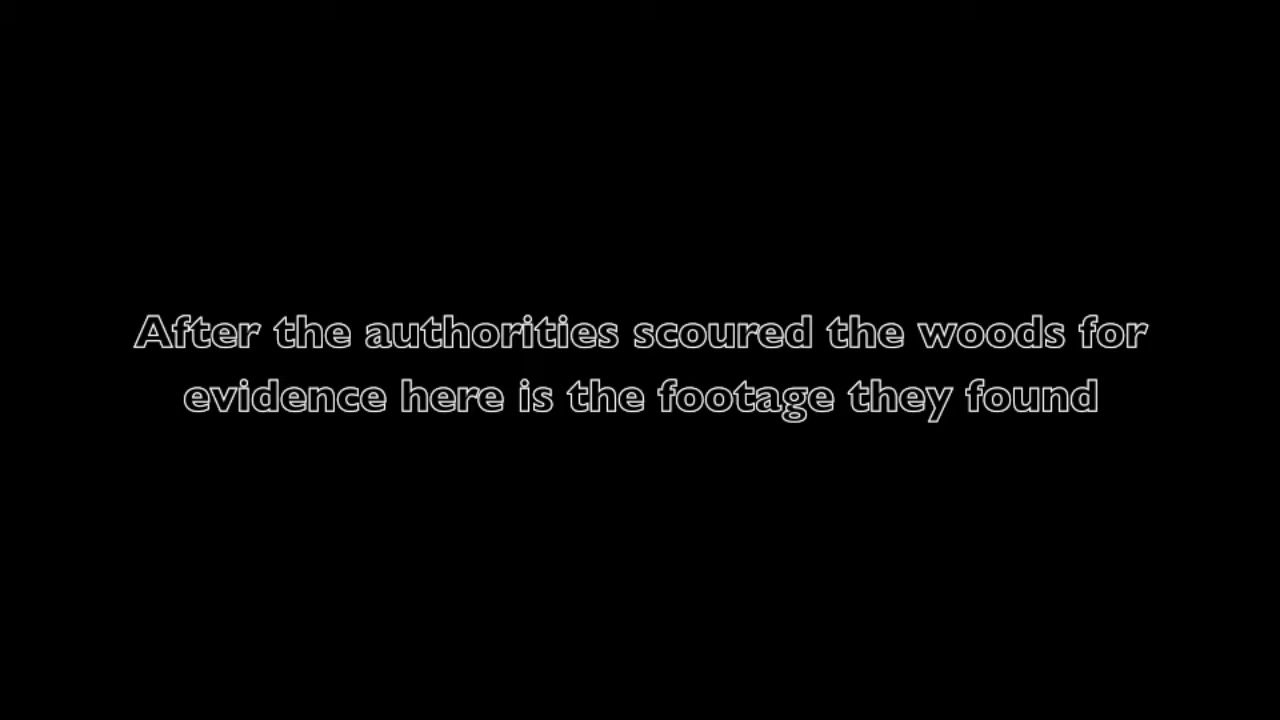 After the authorities scoured the woods for
evidence here is the footage they found